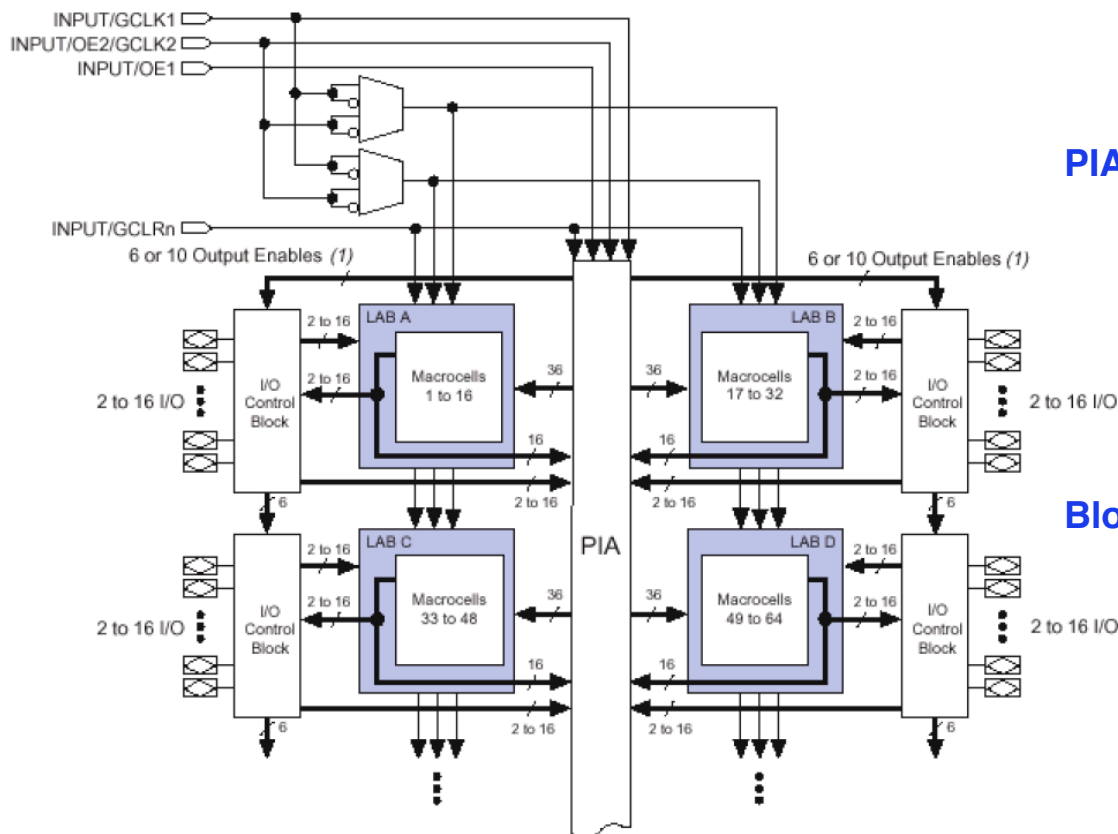 INPUT/GCLK1
INPUT/OE2/GCLK2
INPUT/OE1
PIA
INPUT/GCLRn
6 or 10 Output Enables (1)
6 or 10 Output Enables (1)
LAB A
LAB B
2 to 16
2 to 16
2 to 16 I/O
I/O
Control
Block
2 to 16
Macrocells
1 to 16
36
36
Macrocells
17 to 32
2 to 16
I/O
Control
Block
2 to 16 I/O
16
16
2 to 16
2 to 16
6
6
Blo
LAB C
PIA
LAB D
2 to 16
2 to 16
2 to 16 I/O
I/O
Control
Block
2 to 16
Macrocells
33 to 48
36
36
Macrocells
49 to 64
2 to 16
I/O
Control
Block
2 to 16 I/O
16
16
2 to 16
2 to 16
6
6